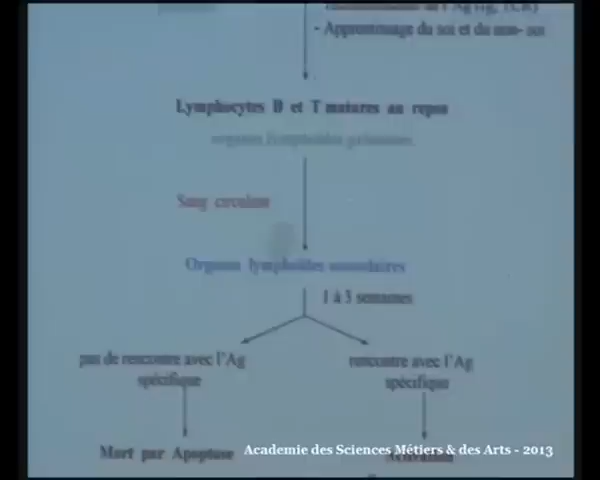 - Apprentissage du soi et du non- soi
Lymphocytes B et T matures au repos
organes lymphoïdes primaires
Sang circulant
Organes lymphoïdes secondaires
1 à 3 semaines
pas de rencontre avec l'Ag
spécifique
rencontre avec l'Ag
spécifique
Mort par Apoptose
Activation
Academie des Sciences Métiers & des Arts - 2013